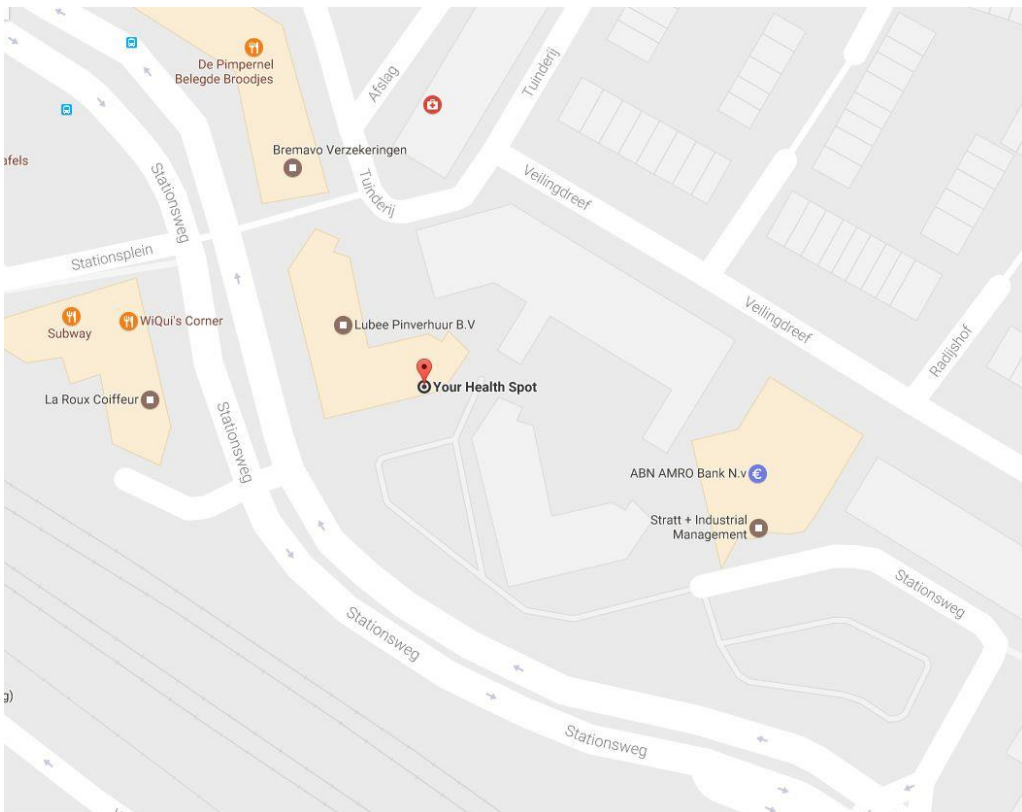 De Pimpernel
Belegde Broodjes
Afslag
Tuinderij
Bremavo Verzekeringen
afels
Stationsweg
Tuinderij
Veilingdreef
Stationsplein
Subway
WiQui's Corner
Lubee Pinverhuur B.V
Veilingdreef
Radijshof
Your Health Spot
La Roux Coiffeur
Stationsweg
ABN AMRO Bank N.v
€
Stratt + Industrial
Management
Stationsweg
Stationsweg
g)
Stationsweg